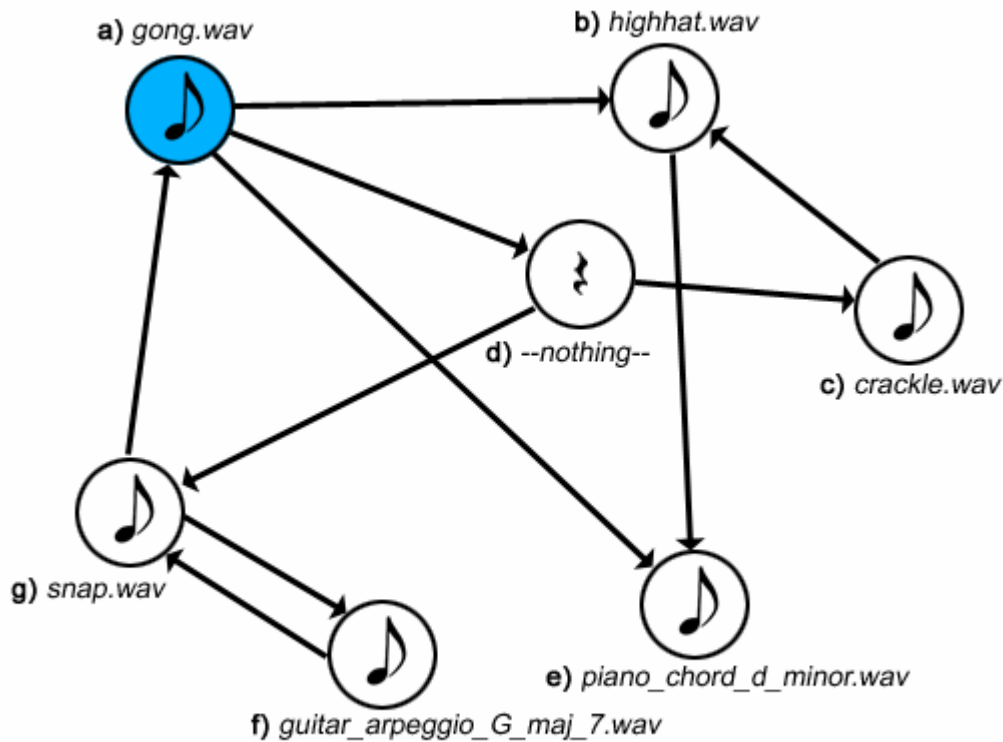 a) gong.wav
b) highhat.wav
d) --nothing--
c) crackle.wav
g) snap.wav
e) piano_chord_d_minor.wav
f) guitar_arpeggio_G_maj_7.wav